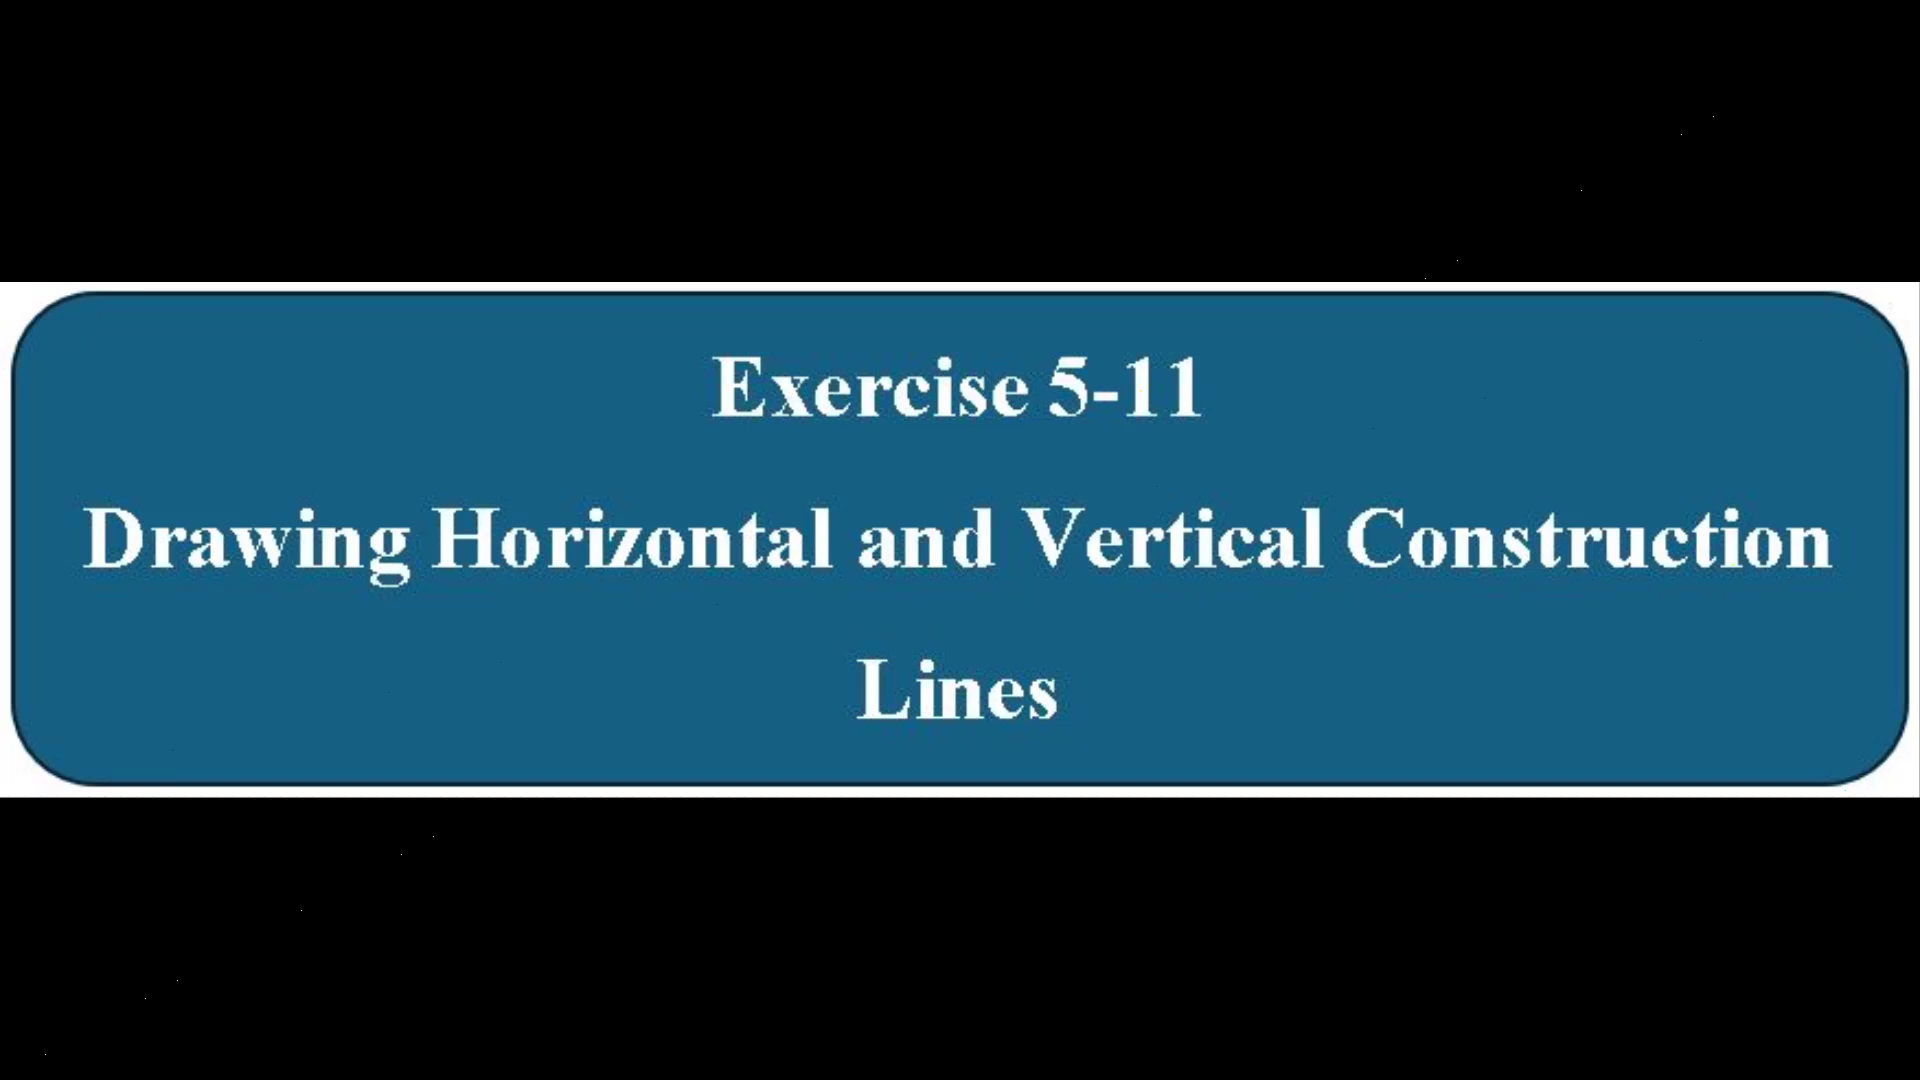 Exercise 5-11
Drawing Horizontal and Vertical Construction
Lines